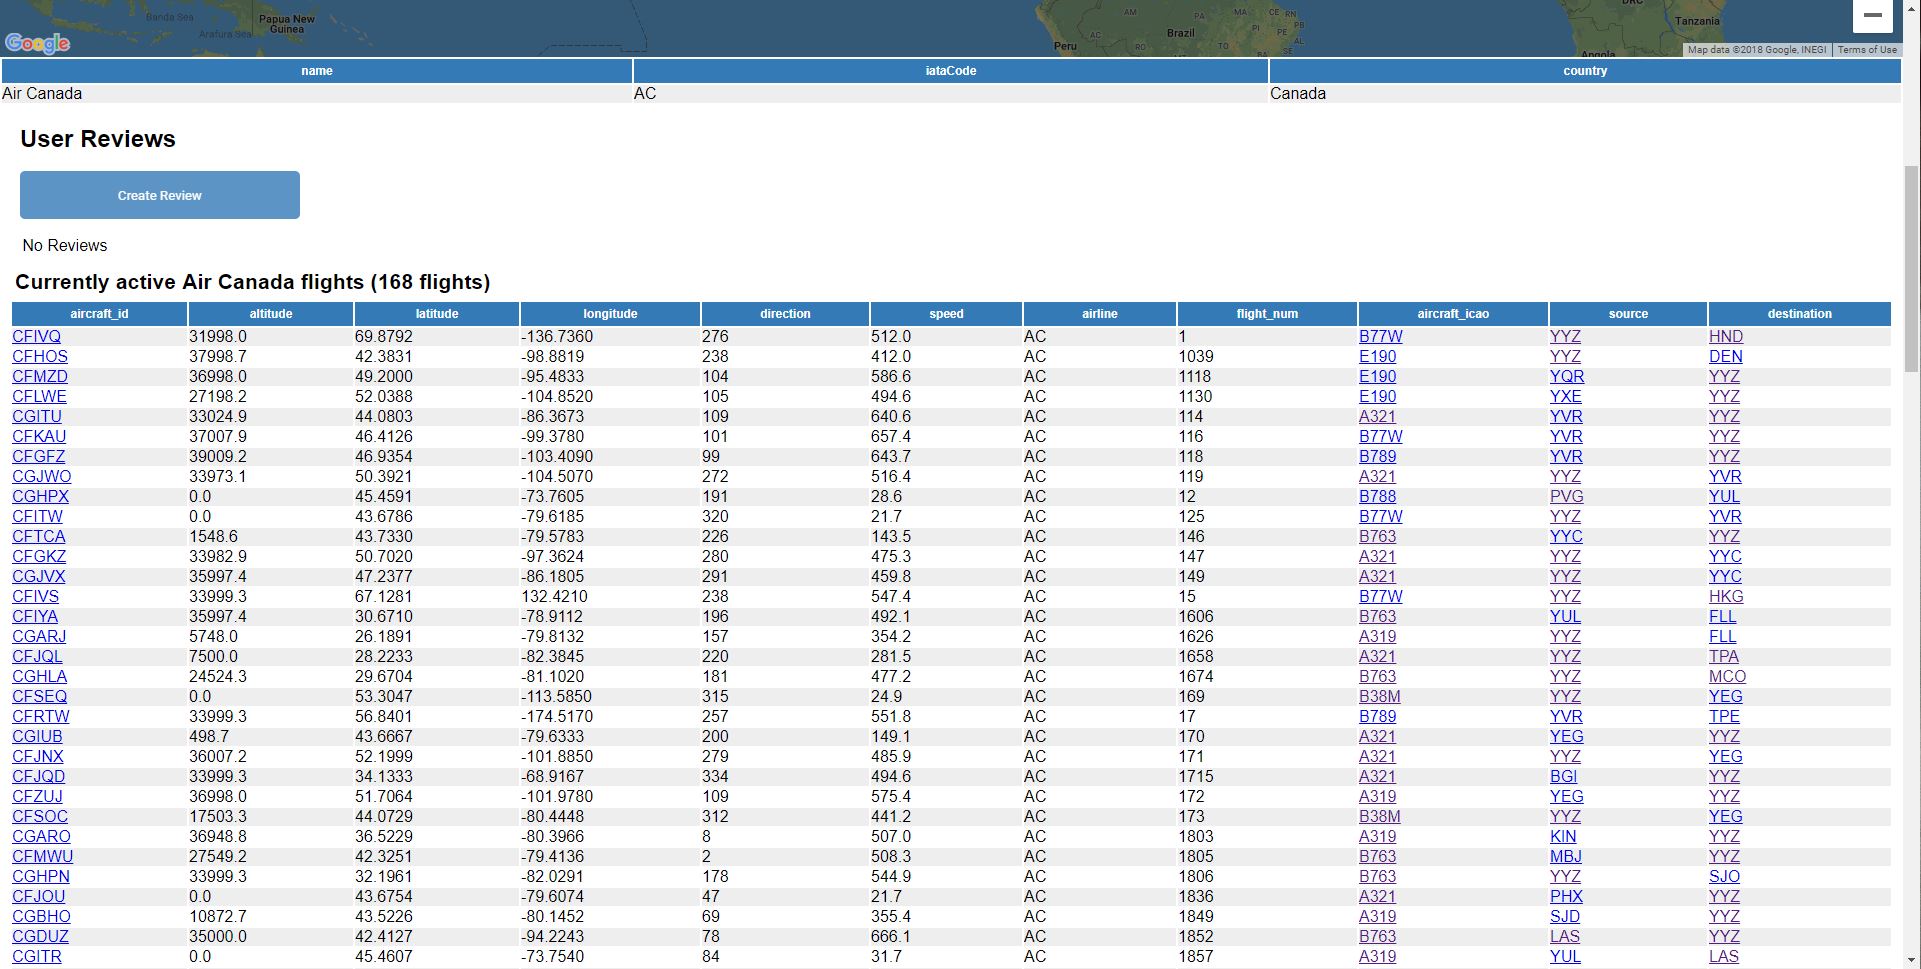 Banda Sea
Papua New
Guinea
Arafura Sea
Google
AM
PA
MA
CE
RN
PB
AC
PI
PE
AL
Peru
RO
Brazil
TO
BA
SE
DRC
Tanzania
Angola
Map data ©2018 Google, INEGI Terms of Use
name iataCode country
Air Canada AC Canada
User Reviews
Create Review
No Reviews
Currently active Air Canada flights (168 flights)
aircraft_id altitude latitude longitude direction speed airline flight_num aircraft_icao source destination
CFIVQ 31998.0 69.8792 -136.7360 276 512.0 AC 1 B77W YYZ HND
CFHOS 37998.7 42.3831 -98.8819 238 412.0 AC 1039 E190 YYZ DEN
CFMZD 36998.0 49.2000 -95.4833 104 586.6 AC 1118 E190 YQR YYZ
CFLWE 27198.2 52.0388 -104.8520 105 494.6 AC 1130 E190 YXE YYZ
CGITU 33024.9 44.0803 -86.3673 109 640.6 AC 114 A321 YVR YYZ
CFKAU 37007.9 46.4126 -99.3780 101 657.4 AC 116 B77W YVR YYZ
CFGFZ 39009.2 46.9354 -103.4090 99 643.7 AC 118 B789 YVR YYZ
CGJWO 33973.1 50.3921 -104.5070 272 516.4 AC 119 A321 YYZ YVR
CGHPX 0.0 45.4591 -73.7605 191 28.6 AC 12 B788 PVG YUL
CFITW 0.0 43.6786 -79.6185 320 21.7 AC 125 B77W YYZ YVR
CFTCA 1548.6 43.7330 -79.5783 226 143.5 AC 146 B763 YYC YYZ
CFGKZ 33982.9 50.7020 -97.3624 280 475.3 AC 147 A321 YYZ YYC
CGJVX 35997.4 47.2377 -86.1805 291 459.8 AC 149 A321 YYZ YYC
CFIVS 33999.3 67.1281 132.4210 238 547.4 AC 15 B77W YYZ HKG
CFIYA 35997.4 30.6710 -78.9112 196 492.1 AC 1606 B763 YUL FLL
CGARJ 5748.0 26.1891 -79.8132 157 354.2 AC 1626 A319 YYZ FLL
CFJQL 7500.0 28.2233 -82.3845 220 281.5 AC 1658 A321 YYZ TPA
CGHLA 24524.3 29.6704 -81.1020 181 477.2 AC 1674 B763 YYZ MCO
CFSEQ 0.0 53.3047 -113.5850 315 24.9 AC 169 B38M YYZ YEG
CFRTW 33999.3 56.8401 -174.5170 257 551.8 AC 17 B789 YVR TPE
CGIUB 498.7 43.6667 -79.6333 200 149.1 AC 170 A321 YEG YYZ
CFJNX 36007.2 52.1999 -101.8850 279 485.9 AC 171 A321 YYZ YEG
CFJQD 33999.3 34.1333 -68.9167 334 494.6 AC 1715 A321 BGI YYZ
CFZUJ 36998.0 51.7064 -101.9780 109 575.4 AC 172 A319 YEG YYZ
CFSOC 17503.3 44.0729 -80.4448 312 441.2 AC 173 B38M YYZ YEG
CGARO 36948.8 36.5229 -80.3966 8 507.0 AC 1803 A319 KIN YYZ
CFMWU 27549.2 42.3251 -79.4136 2 508.3 AC 1805 B763 MBJ YYZ
CGHPN 33999.3 32.1961 -82.0291 178 544.9 AC 1806 B763 YYZ SJO
CFJOU 0.0 43.6754 -79.6074 47 21.7 AC 1836 A321 PHX YYZ
CGBHO 10872.7 43.5226 -80.1452 69 355.4 AC 1849 A319 SJD YYZ
CGDUZ 35000.0 42.4127 -94.2243 78 666.1 AC 1852 B763 LAS YYZ
CGITR 0.0 45.4607 -73.7540 84 31.7 AC 1857 A319 YUL LAS